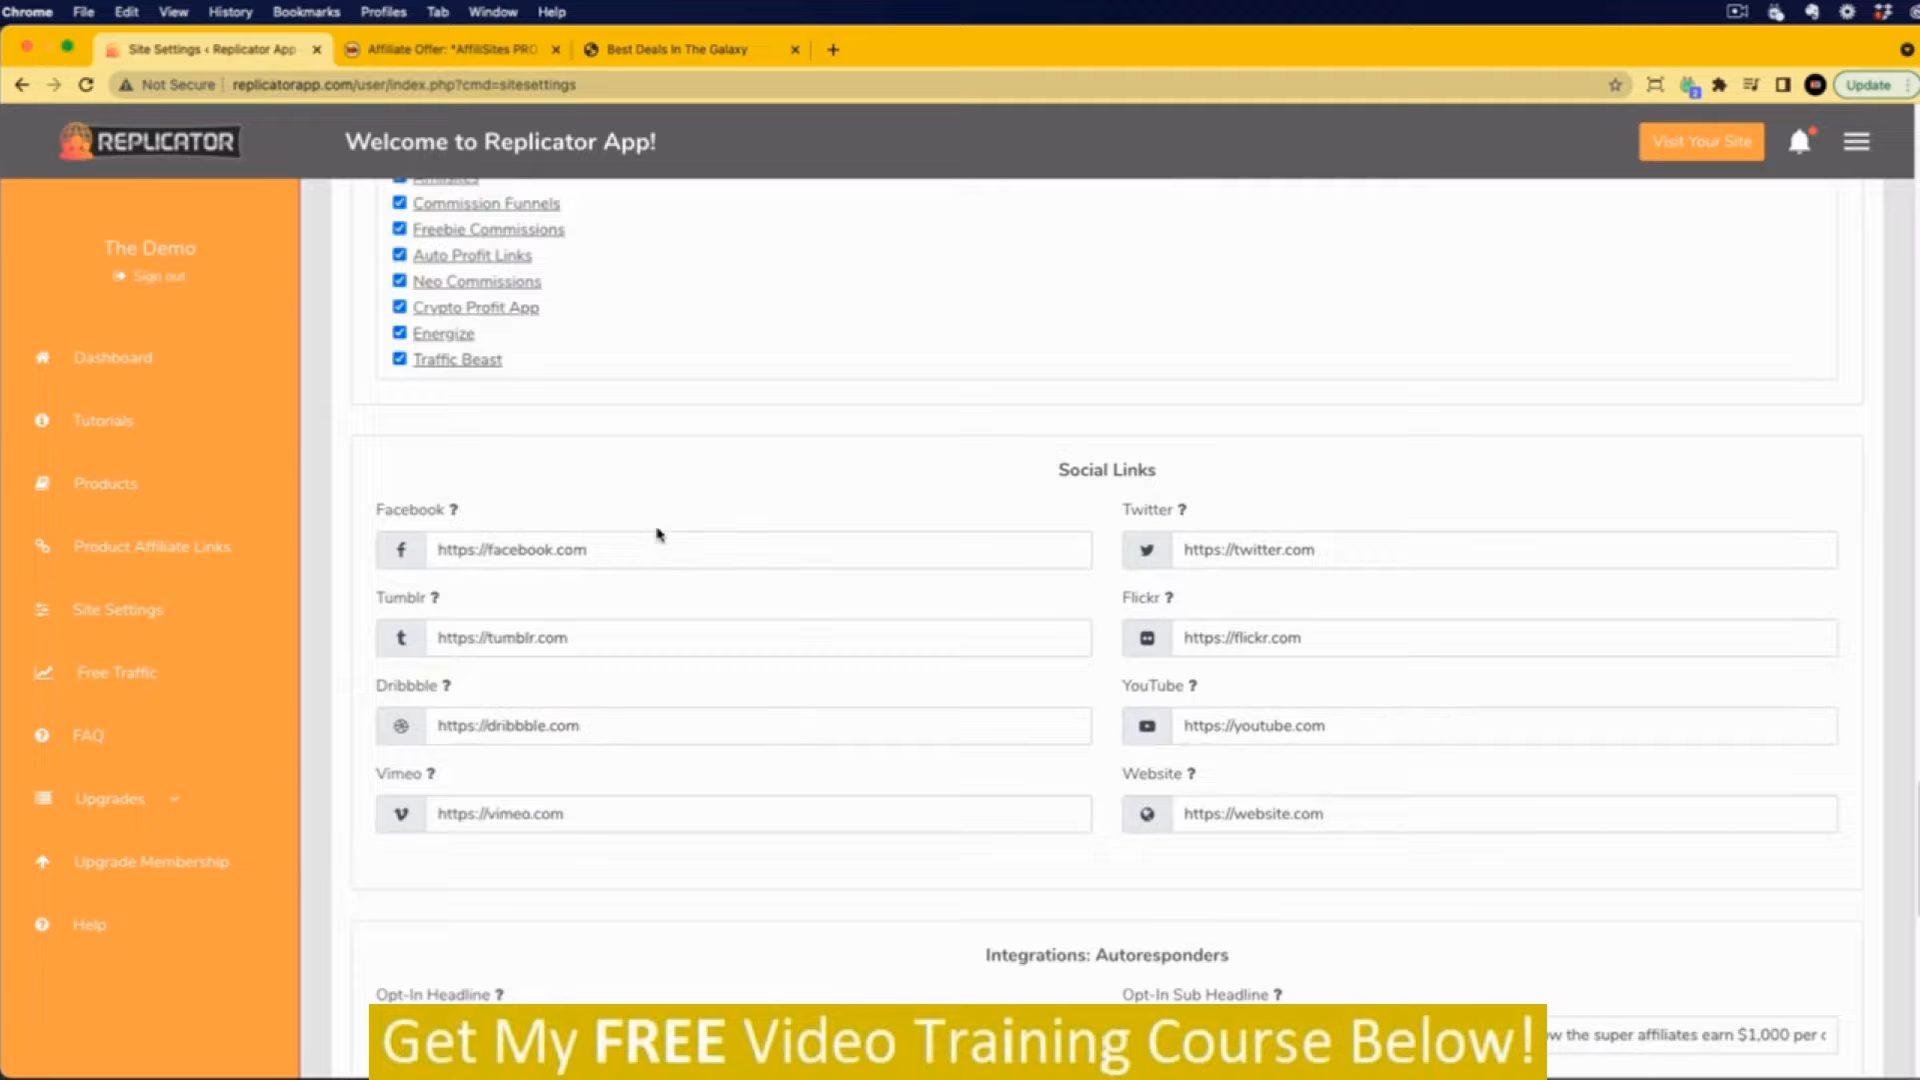 Chrome File Edit View History Bookmarks Profiles Tab Window Help
Site Settings ‹ Replicator App
Affiliate Offer: "AffiliSites PRO
Best Deals In The Galaxy
Not Secure replicatorapp.com/user/index.php?cmd=sitesettings
Update
REPLICATOR
Welcome to Replicator App!
Visit Your Site
The Demo
Sign out
Dashboard
Tutorials
Products
Product Affiliate Links
Site Settings
Free Traffic
FAQ
Upgrades
Upgrade Membership
Help
Affilisites
Commission Funnels
Freebie Commissions
Auto Profit Links
Neo Commissions
Crypto Profit App
Energize
Traffic Beast
Social Links
Facebook ?
https://facebook.com
Twitter ?
https://twitter.com
Tumblr ?
https://tumblr.com
Flickr ?
https://flickr.com
Dribbble ?
https://dribbble.com
YouTube ?
https://youtube.com
Vimeo ?
https://vimeo.com
Website ?
https://website.com
Integrations: Autoresponders
Opt-In Headline ?
Opt-In Sub Headline ?
ow the super affiliates earn $1,000 per c
Get My FREE Video Training Course Below!